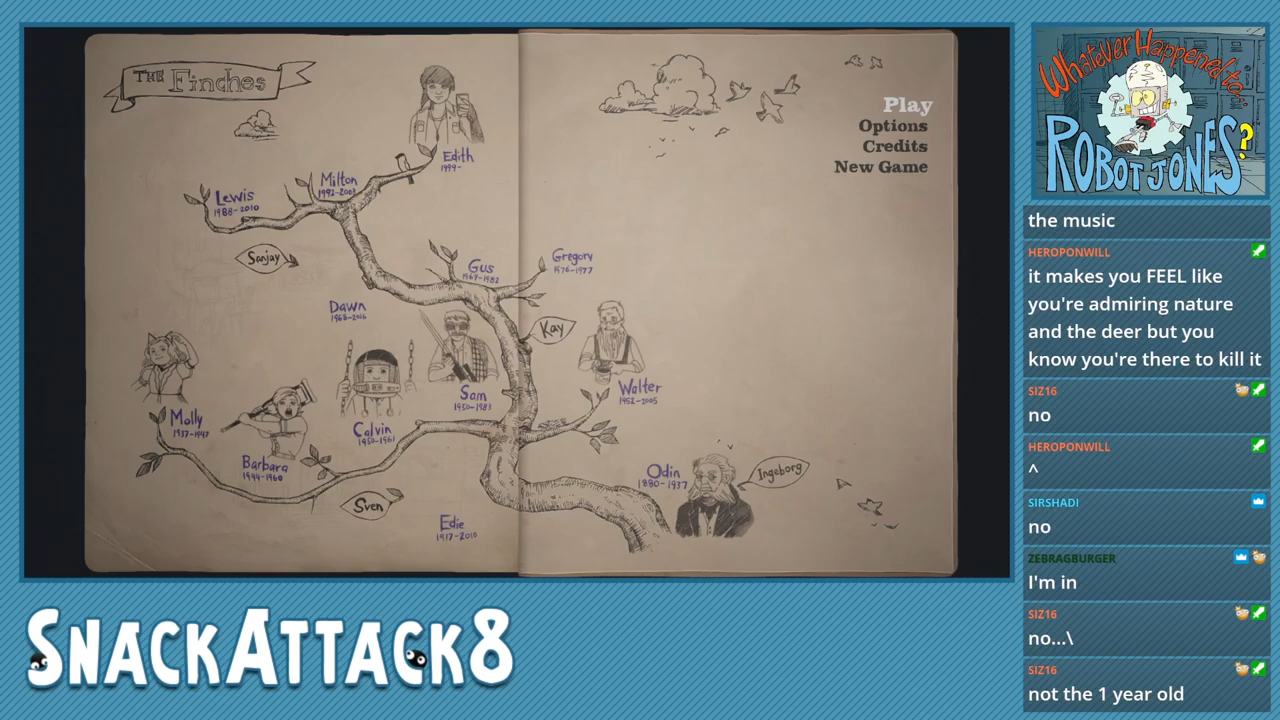 THE Finches
Edith
1999-
Play
Options
Credits
New Game
Milton
1992-2003
Lewis
1988-2010
Sanjay
Gus
1969-1982
Gregory
1976-1977
Dawn
1968-2016
Kay
Sam
1950-1983
Walter
1952-2005
Molly
1937-1947
Calvin
1950-1961
Barbara
1944-1960
Odin
1880-1937
Ingeborg
Sven
Edie
1917-2010
SNACKATTACK8
Whatever Happened to...
ROBOT JONES?
the music
HEROPONWILL
it makes you FEEL like
you're admiring nature
and the deer but you
know you're there to kill it
SIZ16
no
HEROPONWILL
^
SIRSHADI
no
ZEBRAGBURGER
I'm in
SIZ16
no...\
SIZ16
not the 1 year old